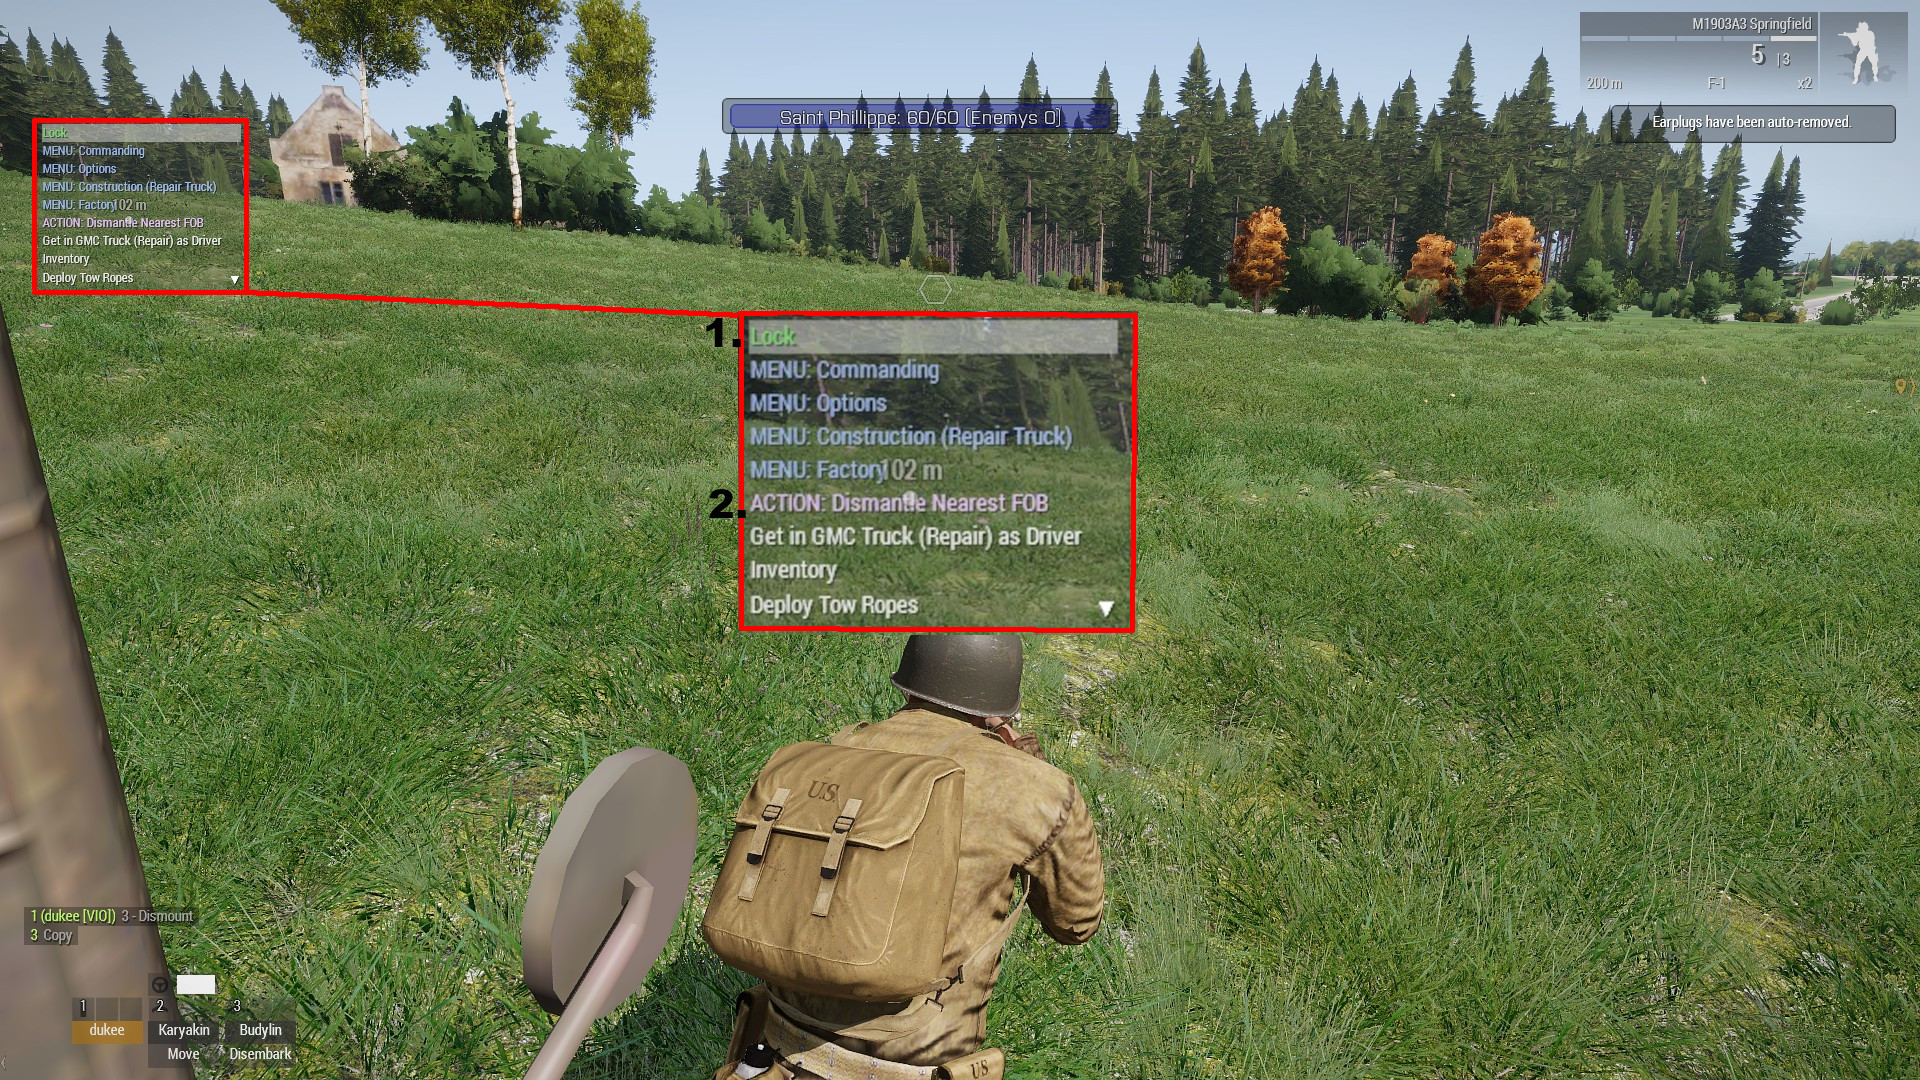 M1903A3 Springfield
5 |3
200 m F-1 x2
Saint Phillippe: 60/60 (Enemys 0)
Earplugs have been auto-removed.
Lock
MENU: Commanding
MENU: Options
MENU: Construction (Repair Truck)
MENU: Factory102 m
ACTION: Dismantle Nearest FOB
Get in GMC Truck (Repair) as Driver
Inventory
Deploy Tow Ropes
1.
Lock
MENU: Commanding
MENU: Options
MENU: Construction (Repair Truck)
MENU: Factory102 m
2.
ACTION: Dismantle Nearest FOB
Get in GMC Truck (Repair) as Driver
Inventory
Deploy Tow Ropes
U.S.
US
1 (dukee [VIO]) 3 - Dismount
3 Copy
1 2 3
dukee Karyakin Budylin
Move Disembark